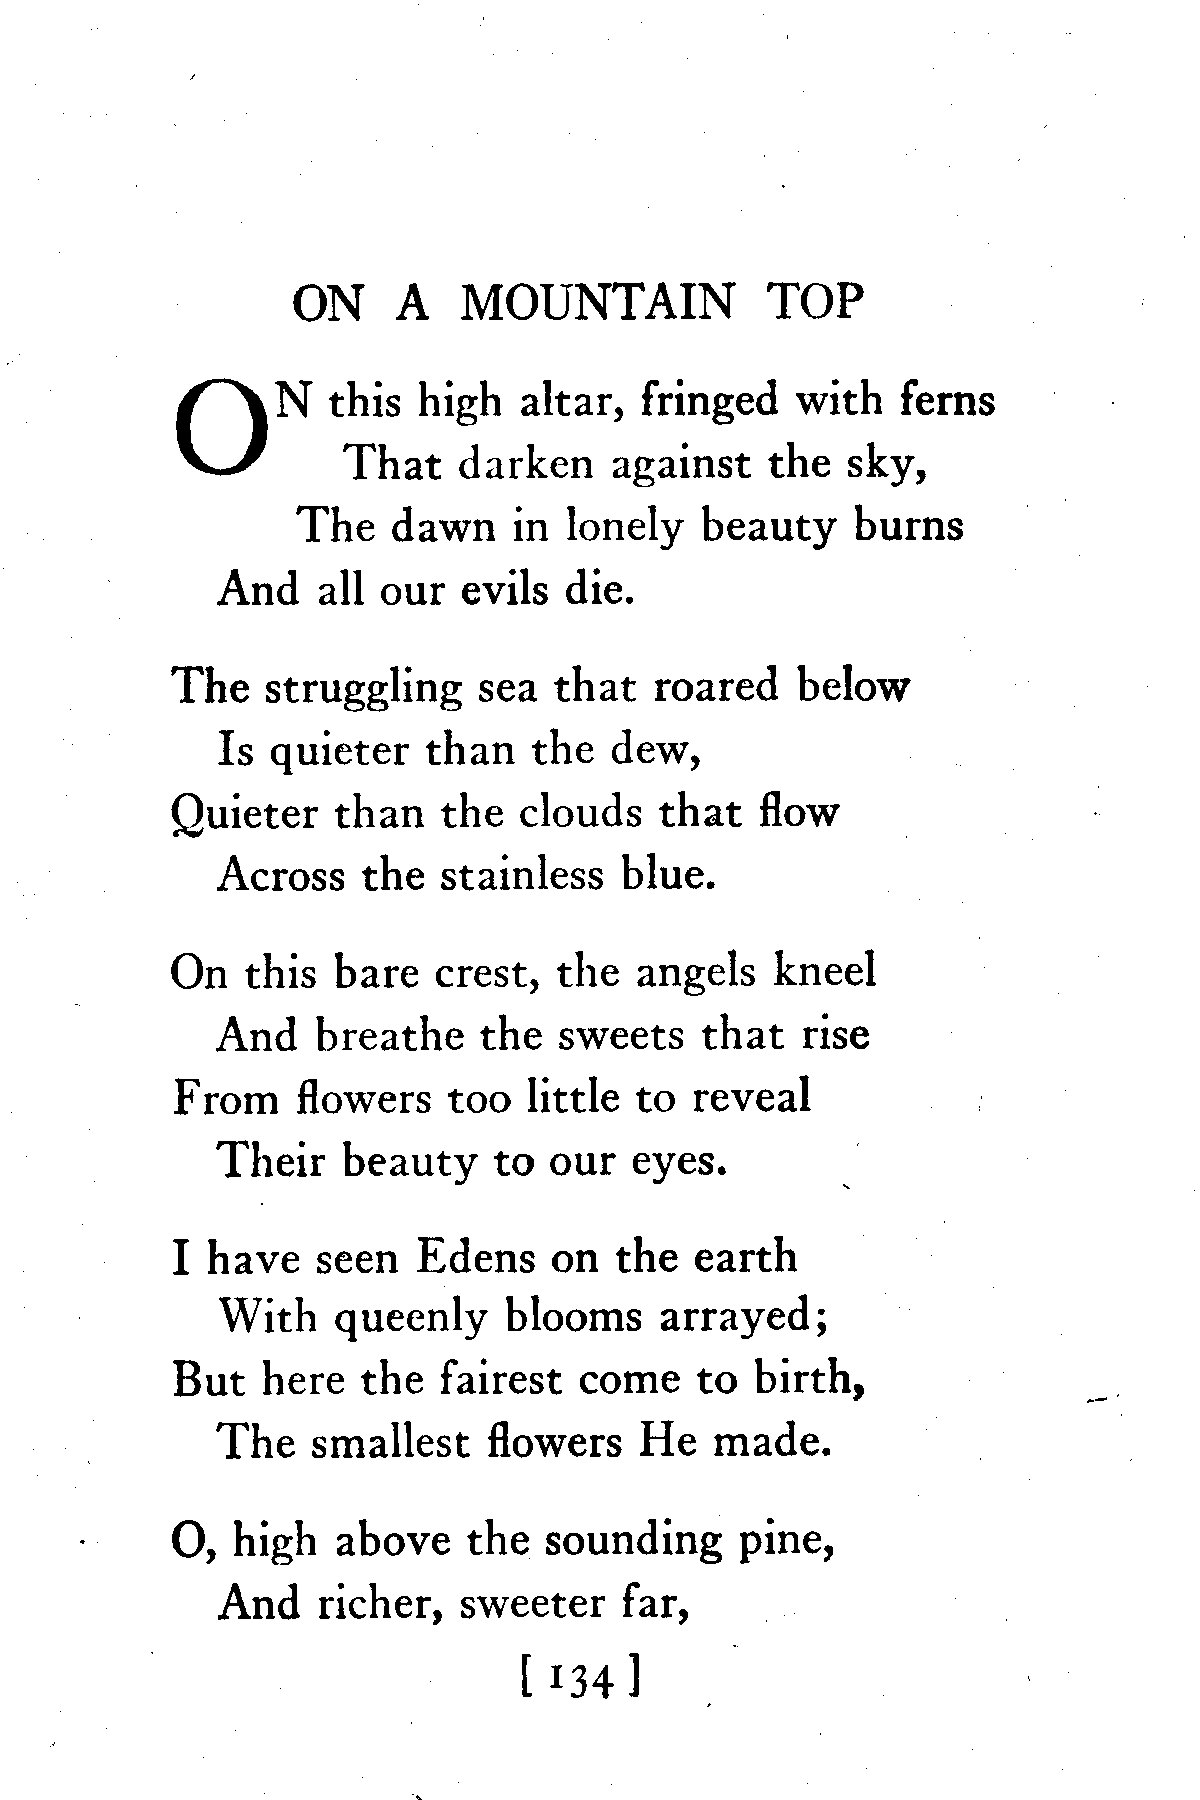 ON A MOUNTAIN TOP
ON this high altar, fringed with ferns
That darken against the sky,
The dawn in lonely beauty burns
And all our evils die.
The struggling sea that roared below
Is quieter than the dew,
Quieter than the clouds that flow
Across the stainless blue.
On this bare crest, the angels kneel
And breathe the sweets that rise
From flowers too little to reveal
Their beauty to our eyes.
I have seen Edens on the earth
With queenly blooms arrayed;
But here the fairest come to birth,
The smallest flowers He made.
O, high above the sounding pine,
And richer, sweeter far,
[ 134 ]